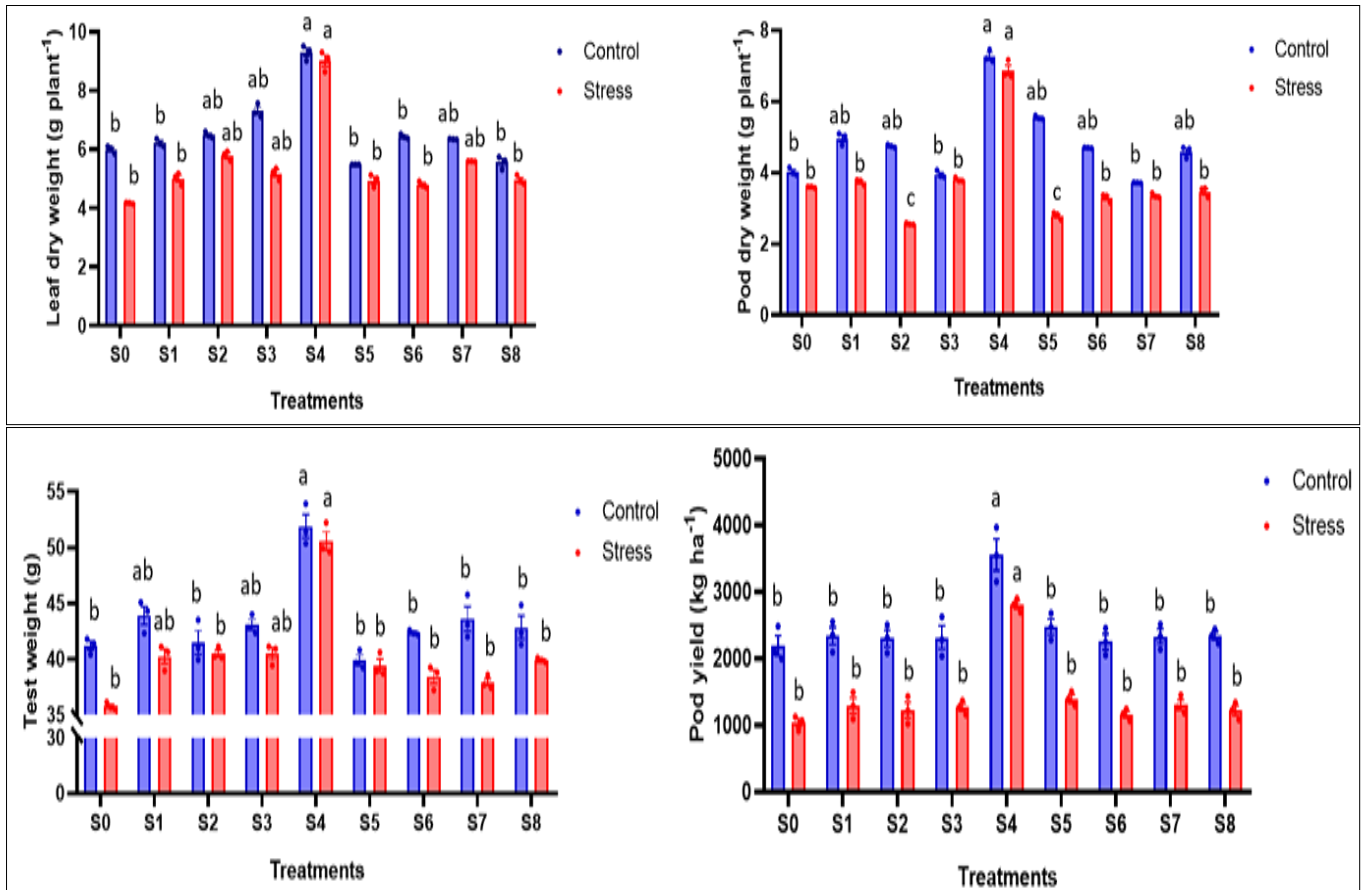 Leaf dry weight (g plant⁻¹)
10
8
6
4
2
0
b b b b ab ab ab ab a a b b b b ab ab b b
S0 S1 S2 S3 S4 S5 S6 S7 S8
Treatments
Control
Stress
Pod dry weight (g plant⁻¹)
8
6
4
2
0
b b ab b ab c b b a a ab c ab b b b ab b
S0 S1 S2 S3 S4 S5 S6 S7 S8
Treatments
Control
Stress
Test weight (g)
55
50
45
40
35
30
0
b b ab ab b b ab ab a a b b b b b b b b
S0 S1 S2 S3 S4 S5 S6 S7 S8
Treatments
Control
Stress
Pod yield (kg ha⁻¹)
5000
4000
3000
2000
1000
0
b b b b b b b b a a b b b b b b b b
S0 S1 S2 S3 S4 S5 S6 S7 S8
Treatments
Control
Stress